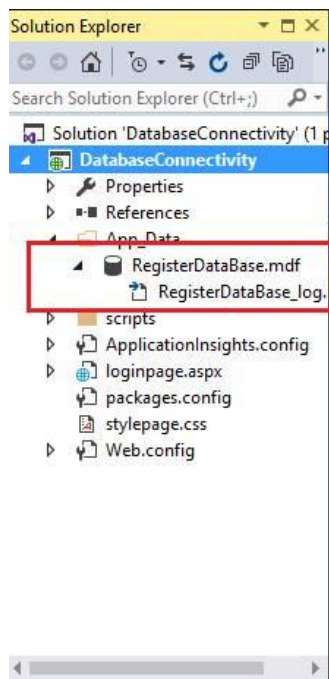 Solution Explorer
Search Solution Explorer (Ctrl+;)
Solution 'DatabaseConnectivity' (1 p
DatabaseConnectivity
Properties
References
App_Data
RegisterDataBase.mdf
RegisterDataBase_log.
scripts
ApplicationInsights.config
loginpage.aspx
packages.config
stylepage.css
Web.config